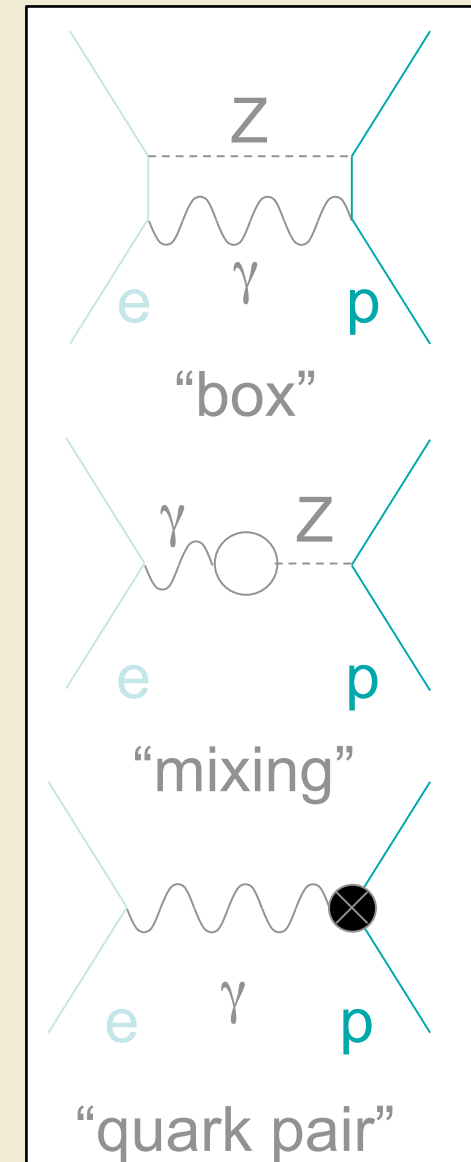 Z
γ
e p
“box”
γ Z
e p
“mixing”
γ
e p
“quark pair”